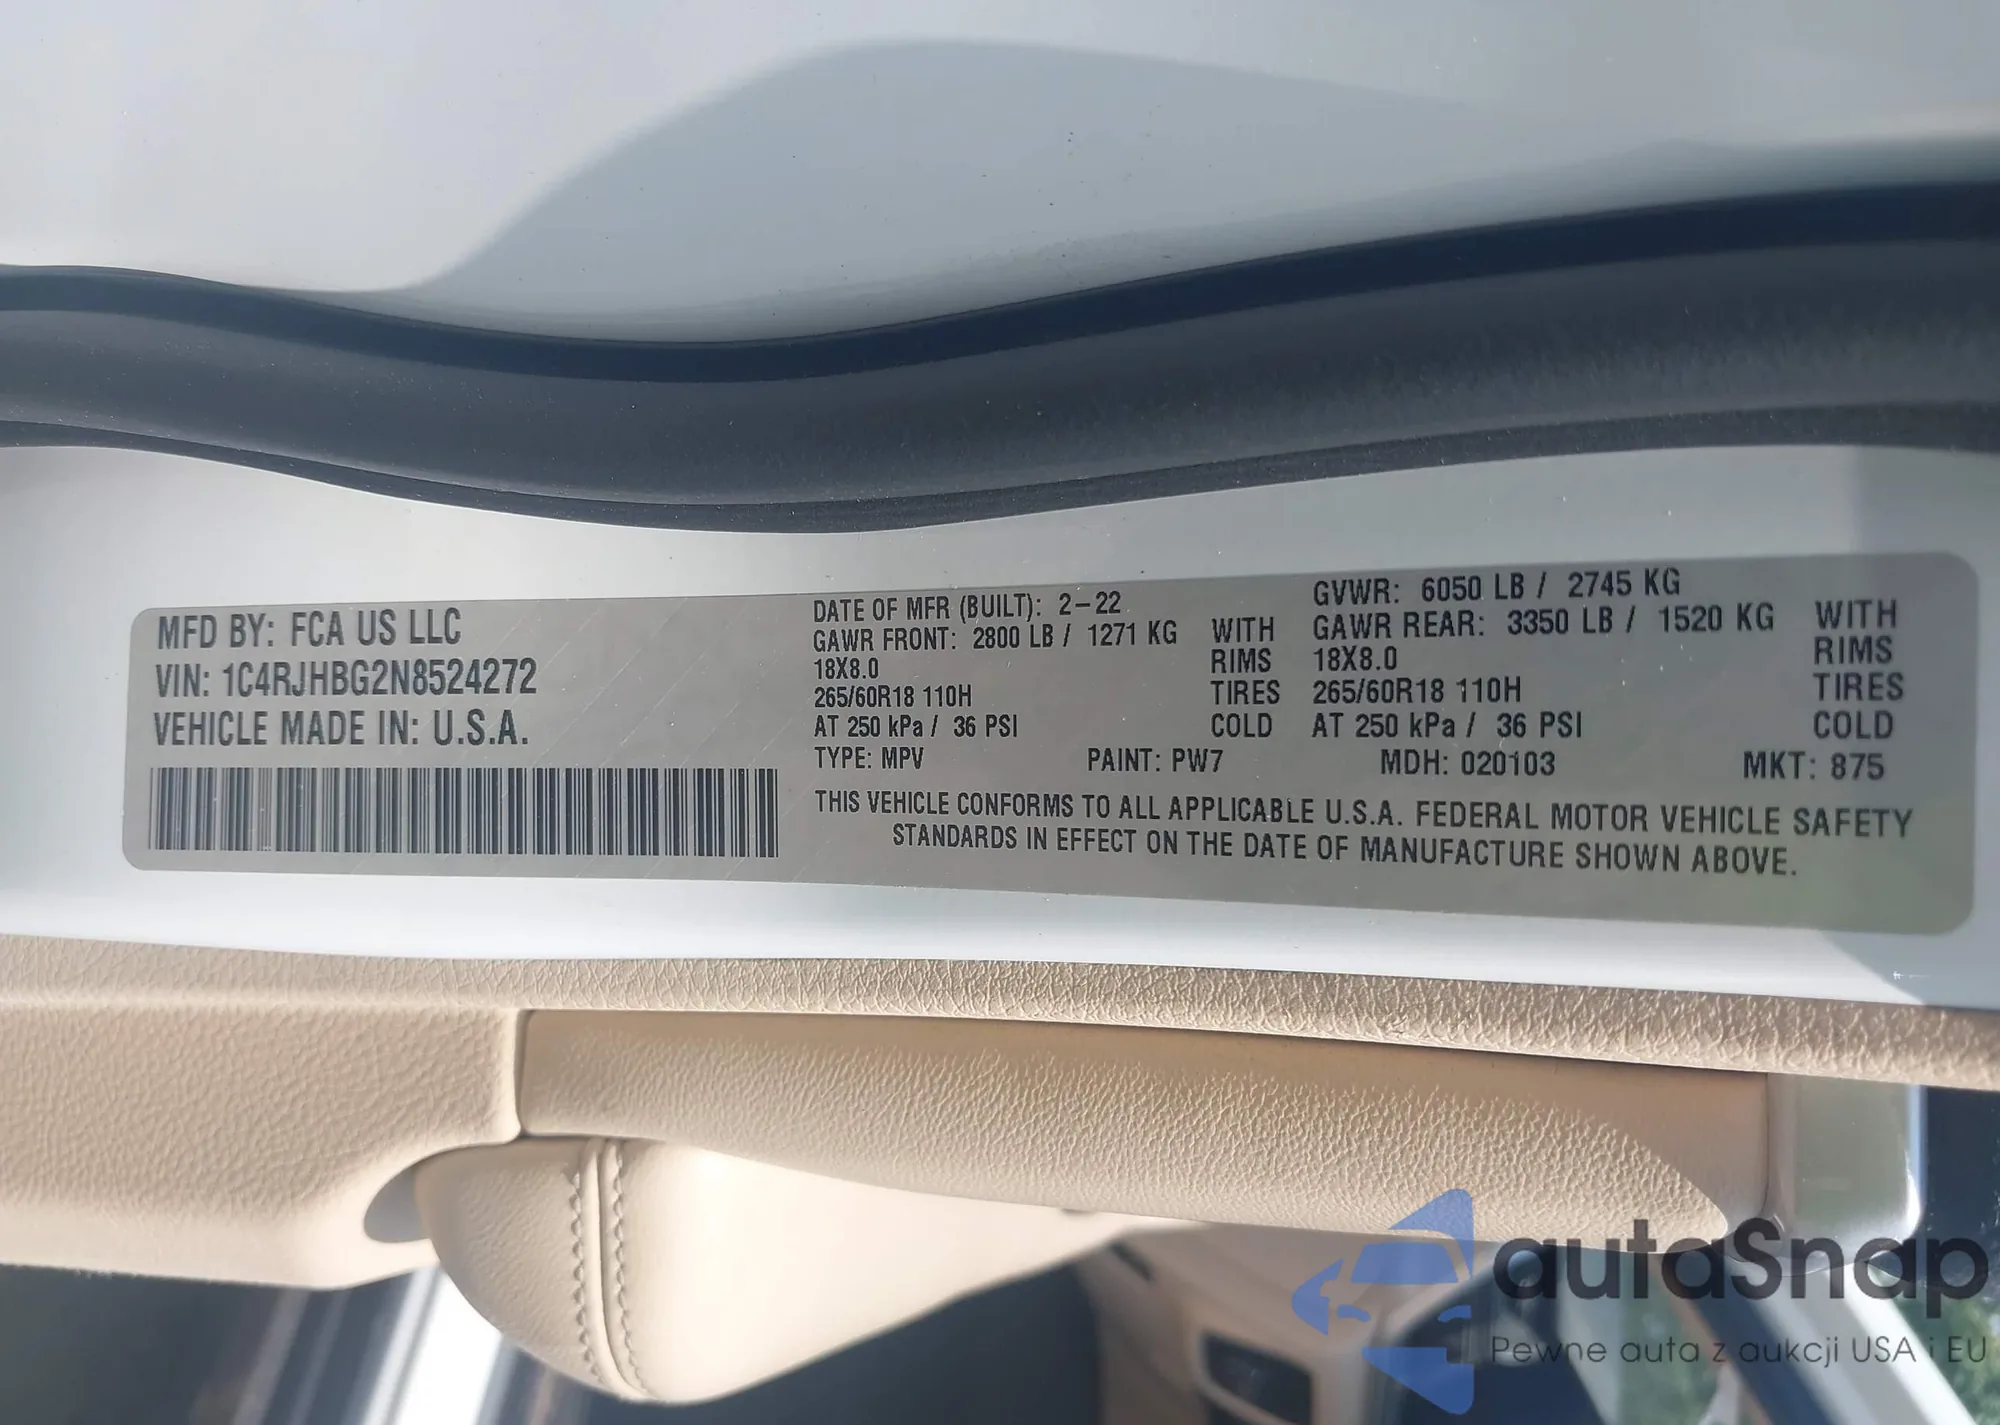 MFD BY: FCA US LLC
VIN: 1C4RJHBG2N8524272
VEHICLE MADE IN: U.S.A.
DATE OF MFR (BUILT): 2-22
GAWR FRONT: 2800 LB / 1271 KG WITH
18X8.0 RIMS
265/60R18 110H TIRES
AT 250 kPa / 36 PSI COLD
GVWR: 6050 LB / 2745 KG
GAWR REAR: 3350 LB / 1520 KG WITH
18X8.0 RIMS
265/60R18 110H TIRES
AT 250 kPa / 36 PSI COLD
TYPE: MPV PAINT: PW7 MDH: 020103 MKT: 875
THIS VEHICLE CONFORMS TO ALL APPLICABLE U.S.A. FEDERAL MOTOR VEHICLE SAFETY
STANDARDS IN EFFECT ON THE DATE OF MANUFACTURE SHOWN ABOVE.
autaSnap
Pewne auta z aukcji USA i EU